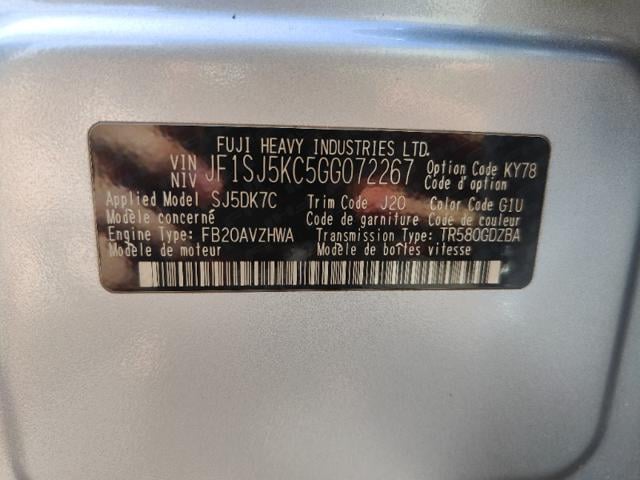 FUJI HEAVY INDUSTRIES LTD.
VIN NIV JF1SJ5KC5GG072267 Option Code KY78
Code d'option
Applied Model SJ5DK7C Trim Code J20 Color Code G1U
Modèle concerné Code de garniture Code de couleur
Engine Type: FB20AVZHWA Transmission Type: TR580GDZBA
Modèle de moteur Modèle de boîtes vitesse